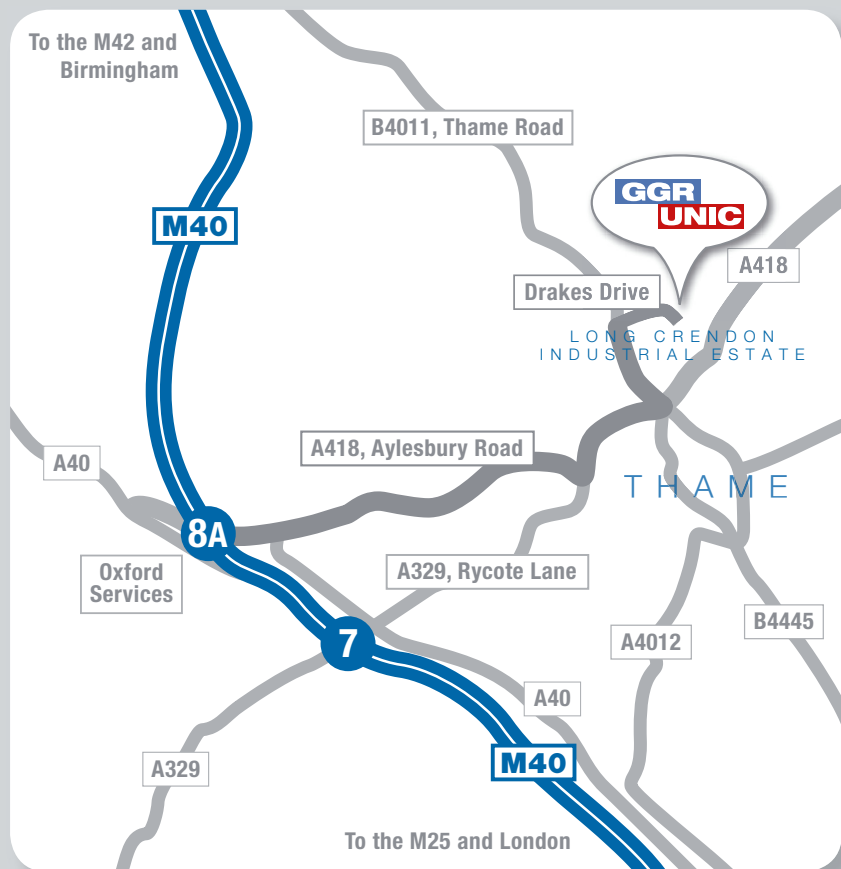 To the M42 and
Birmingham
B4011, Thame Road
GGR
UNIC
M40
A418
Drakes Drive
LONG CRENDON
INDUSTRIAL ESTATE
A418, Aylesbury Road
A40
THAME
8A
Oxford
Services
A329, Rycote Lane
B4445
A4012
7
A40
M40
A329
To the M25 and London